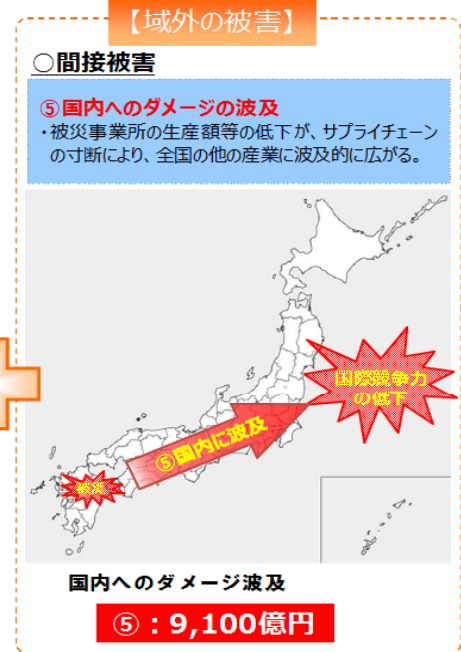 【域外の被害】
○間接被害
⑤国内へのダメージの波及
・被災事業所の生産額等の低下が、サプライチェーン
の寸断により、全国の他の産業に波及的に広がる。
国際競争力
の低下
⑤国内に波及
被災
国内へのダメージ波及
⑤：9,100億円